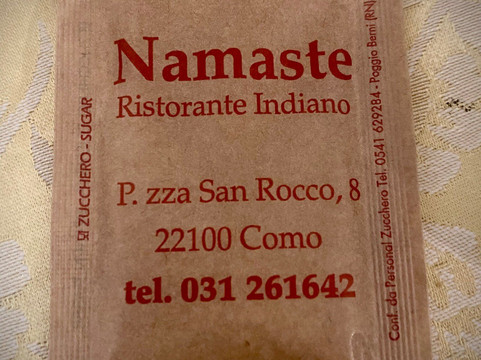 Namaste
Ristorante Indiano
P. zza San Rocco, 8
22100 Como
tel. 031 261642
ZUCCHERO - SUGAR
Conf. da Personal Zucchero Tel. 0541 629284 - Poggio Berni (RN)